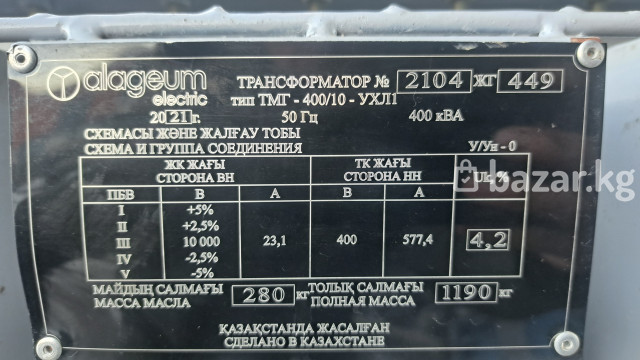 alageum
electric
ТРАНСФОРМАТОР № 2104 ЖГ 449
тип ТМГ - 400/10 - УХЛ1
2021 г. 50 Гц 400 кВА
СХЕМАСЫ ЖӘНЕ ЖАЛҒАУ ТОБЫ
СХЕМА И ГРУППА СОЕДИНЕНИЯ У/Ун - 0
ЖК ЖАҒЫ ТК ЖАҒЫ
СТОРОНА ВН СТОРОНА НН Uк, %
ПБВ В А В А
I +5%
II +2,5%
III 10 000 23,1 400 577,4 4,2
IV -2,5%
V -5%
МАЙДЫҢ САЛМАҒЫ 280 кг ТОЛЫҚ САЛМАҒЫ 1190 кг
МАССА МАСЛА ПОЛНАЯ МАССА
ҚАЗАҚСТАНДА ЖАСАЛҒАН
СДЕЛАНО В КАЗАХСТАНЕ
bazar.kg